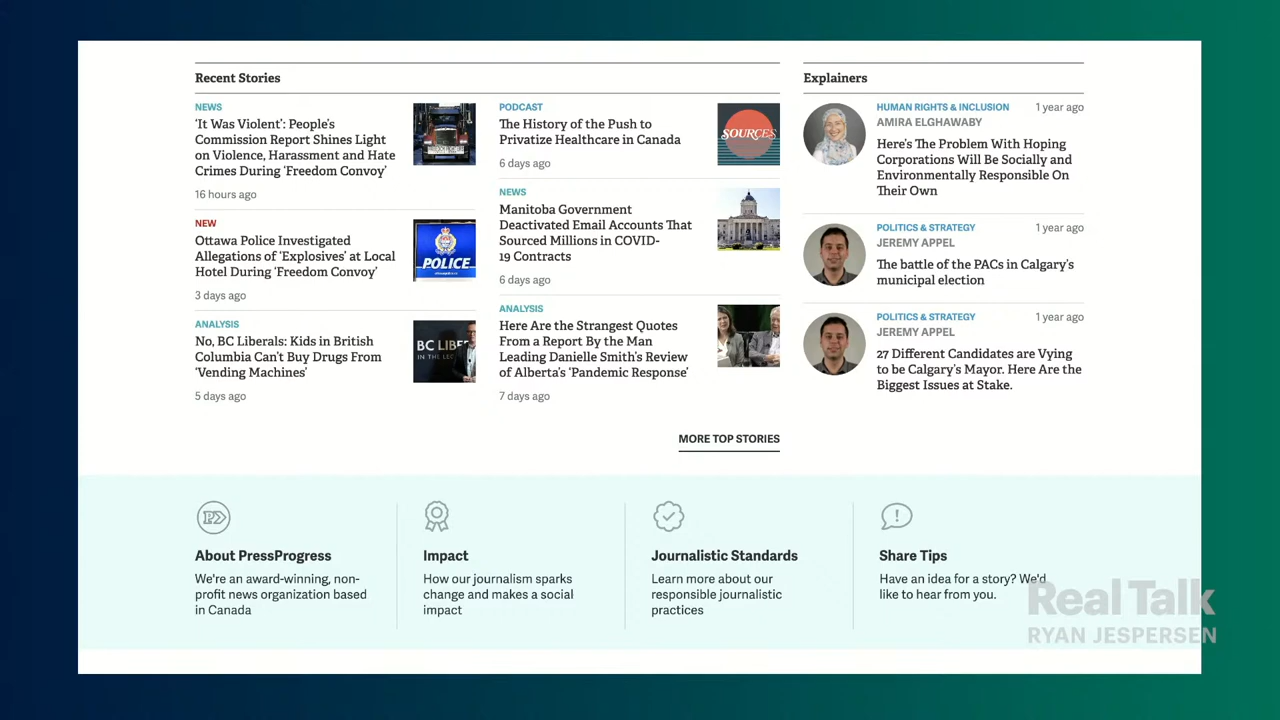 Recent Stories
NEWS
‘It Was Violent’: People’s
Commission Report Shines Light
on Violence, Harassment and Hate
Crimes During ‘Freedom Convoy’
16 hours ago
NEW
Ottawa Police Investigated
Allegations of ‘Explosives’ at Local
Hotel During ‘Freedom Convoy’
3 days ago
POLICE
ANALYSIS
No, BC Liberals: Kids in British
Columbia Can’t Buy Drugs From
‘Vending Machines’
5 days ago
PODCAST
The History of the Push to
Privatize Healthcare in Canada
6 days ago
SOURCES
NEWS
Manitoba Government
Deactivated Email Accounts That
Sourced Millions in COVID-
19 Contracts
6 days ago
ANALYSIS
Here Are the Strangest Quotes
From a Report By the Man
Leading Danielle Smith’s Review
of Alberta’s ‘Pandemic Response’
7 days ago
MORE TOP STORIES
Explainers
HUMAN RIGHTS & INCLUSION 1 year ago
AMIRA ELGHAWABY
Here’s The Problem With Hoping
Corporations Will Be Socially and
Environmentally Responsible On
Their Own
POLITICS & STRATEGY 1 year ago
JEREMY APPEL
The battle of the PACs in Calgary’s
municipal election
POLITICS & STRATEGY 1 year ago
JEREMY APPEL
27 Different Candidates are Vying
to be Calgary’s Mayor. Here Are the
Biggest Issues at Stake.
About PressProgress
We're an award-winning, non-
profit news organization based
in Canada
Impact
How our journalism sparks
change and makes a social
impact
Journalistic Standards
Learn more about our
responsible journalistic
practices
Share Tips
Have an idea for a story? We'd
like to hear from you.
Real Talk
RYAN JESPERSEN